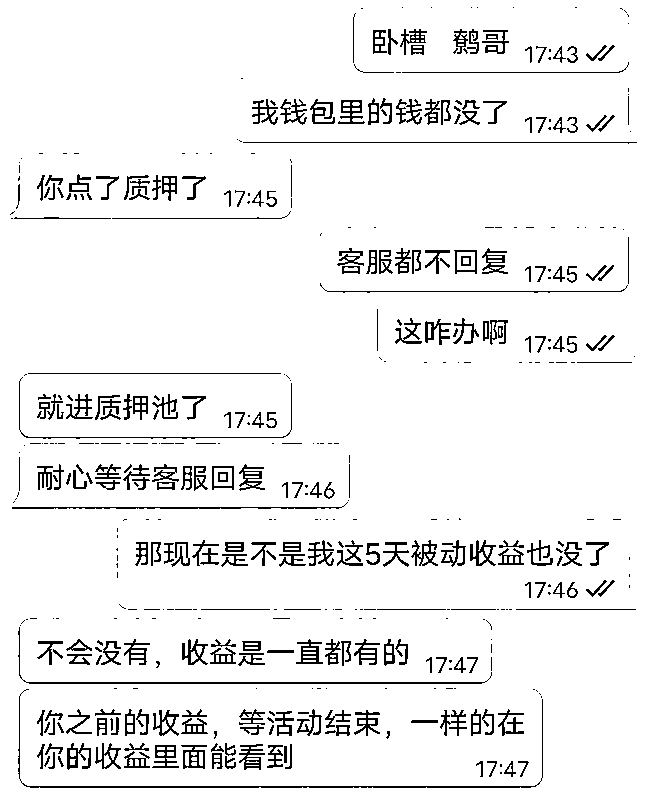 卧槽 鹩哥 17:43
我钱包里的钱都没了 17:43
你点了质押了 17:45
客服都不回复 17:45
这咋办啊 17:45
就进质押池了 17:45
耐心等待客服回复 17:46
那现在是不是我这5天被动收益也没了
17:46
不会没有，收益是一直都有的 17:47
你之前的收益，等活动结束，一样的在
你的收益里面能看到 17:47